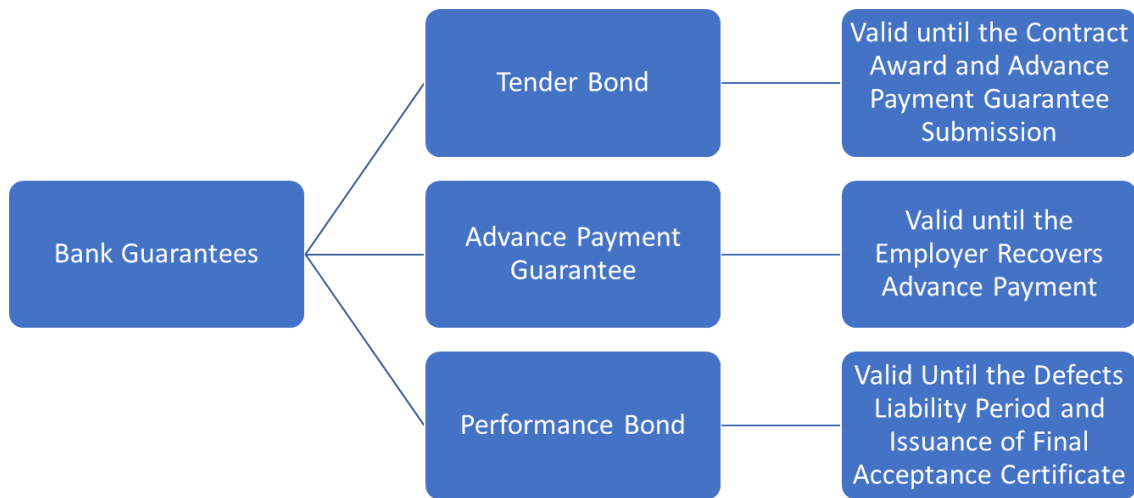 Bank Guarantees
Tender Bond
Valid until the Contract
Award and Advance
Payment Guarantee
Submission
Advance Payment
Guarantee
Valid until the
Employer Recovers
Advance Payment
Performance Bond
Valid Until the Defects
Liability Period and
Issuance of Final
Acceptance Certificate